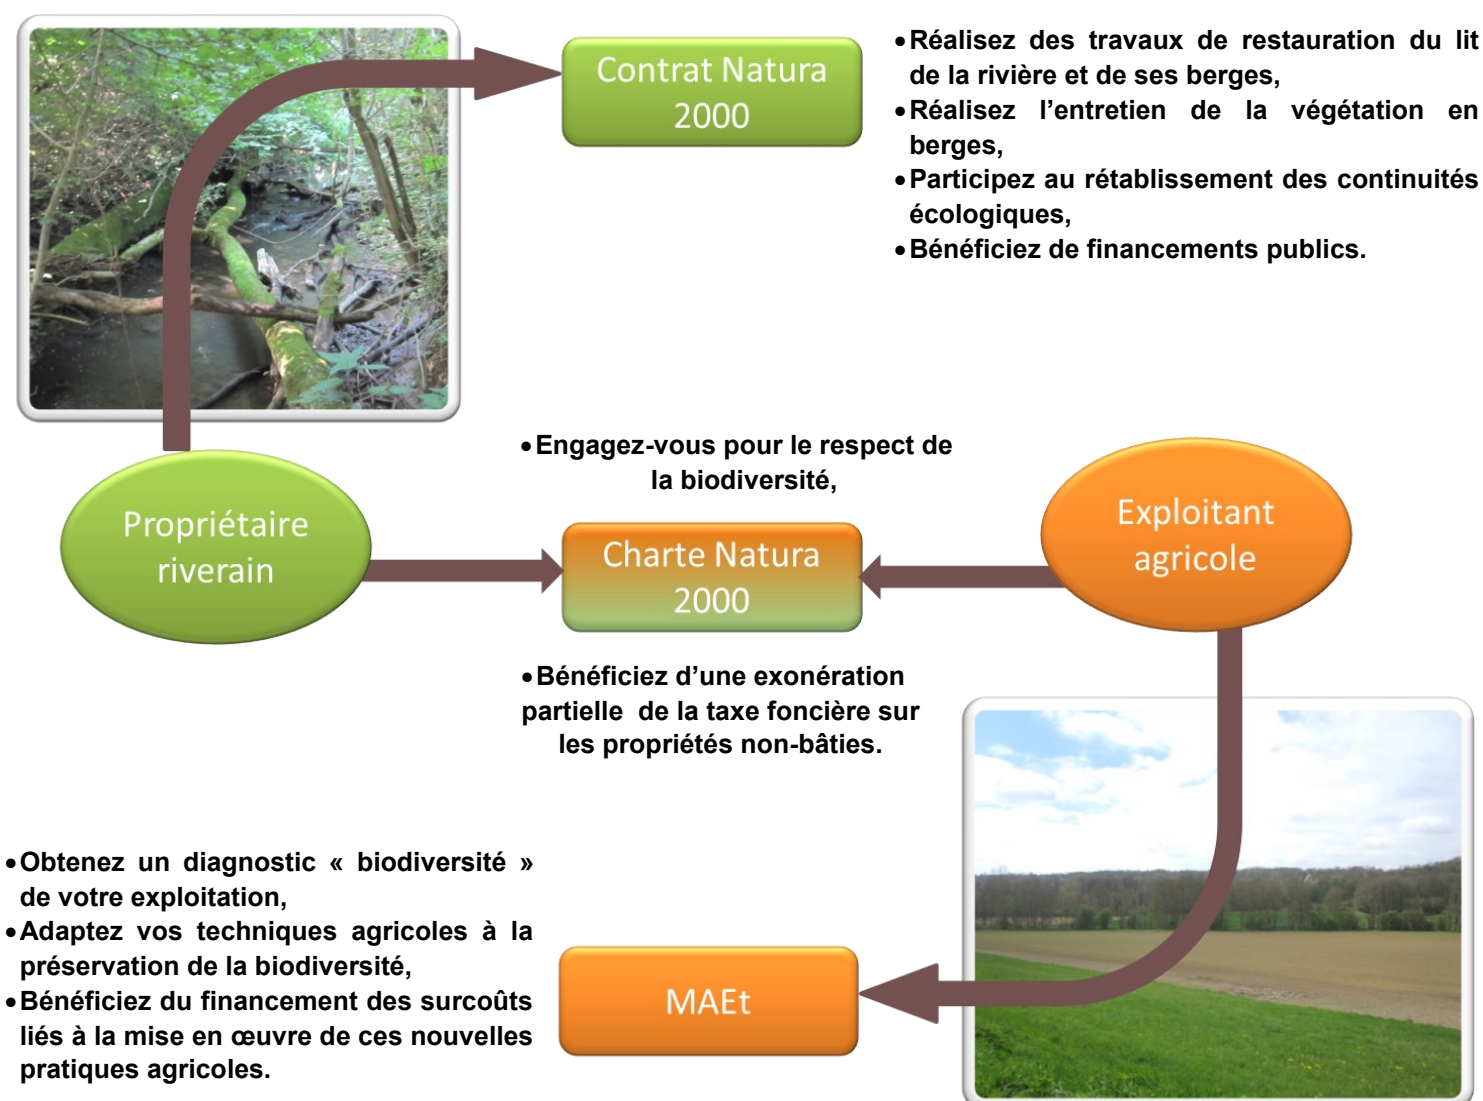 Contrat Natura
2000
•Réalisez des travaux de restauration du lit
de la rivière et de ses berges,
•Réalisez l’entretien de la végétation en
berges,
•Participez au rétablissement des continuités
écologiques,
•Bénéficiez de financements publics.
•Engagez-vous pour le respect de
la biodiversité,
Propriétaire
riverain
Charte Natura
2000
Exploitant
agricole
•Bénéficiez d’une exonération
partielle de la taxe foncière sur
les propriétés non-bâties.
•Obtenez un diagnostic « biodiversité »
de votre exploitation,
•Adaptez vos techniques agricoles à la
préservation de la biodiversité,
•Bénéficiez du financement des surcoûts
liés à la mise en œuvre de ces nouvelles
pratiques agricoles.
MAEt